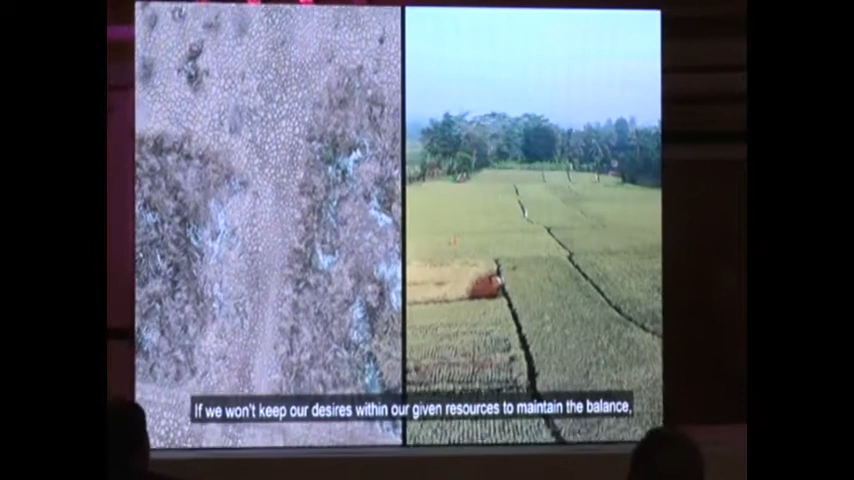 If we won't keep our desires within our given resources to maintain the balance,